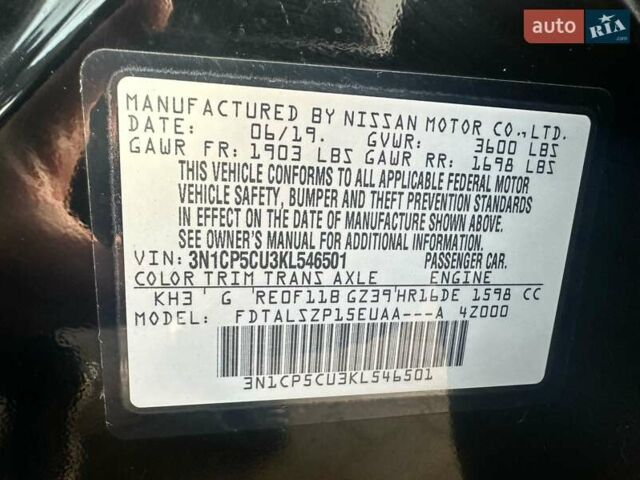 auto RIA.com
MANUFACTURED BY NISSAN MOTOR CO.,LTD.
DATE: 06/19. GVWR: 3600 LBS
GAWR FR: 1903 LBS GAWR RR: 1698 LBS
THIS VEHICLE CONFORMS TO ALL APPLICABLE FEDERAL MOTOR
VEHICLE SAFETY, BUMPER AND THEFT PREVENTION STANDARDS
IN EFFECT ON THE DATE OF MANUFACTURE SHOWN ABOVE.
SEE OWNER'S MANUAL FOR ADDITIONAL INFORMATION.
VIN: 3N1CP5CU3KL546501 PASSENGER CAR.
COLOR TRIM TRANS AXLE ENGINE
KH3 G RE0F11B GZ39 HR16DE 1598 CC
MODEL: FDTALSZP15EUAA---A 4Z000
3N1CP5CU3KL546501